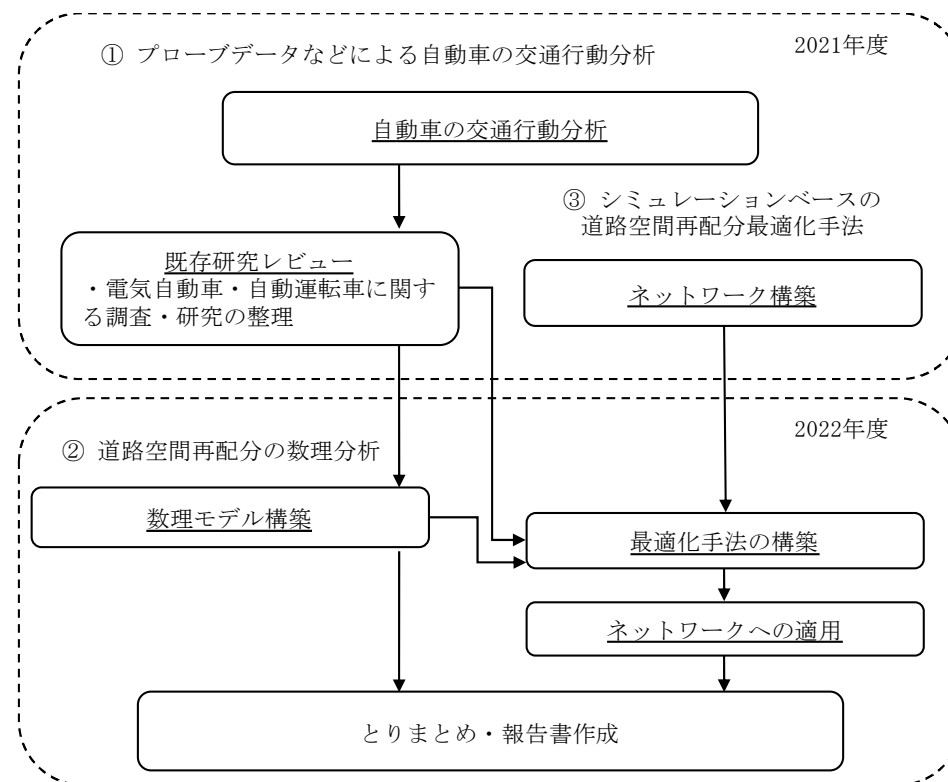 2021年度
① プローブデータなどによる自動車の交通行動分析
自動車の交通行動分析
③ シミュレーションベースの
道路空間再配分最適化手法
既存研究レビュー
・電気自動車・自動運転車に関す
る調査・研究の整理
ネットワーク構築
2022年度
② 道路空間再配分の数理分析
数理モデル構築
最適化手法の構築
ネットワークへの適用
とりまとめ・報告書作成